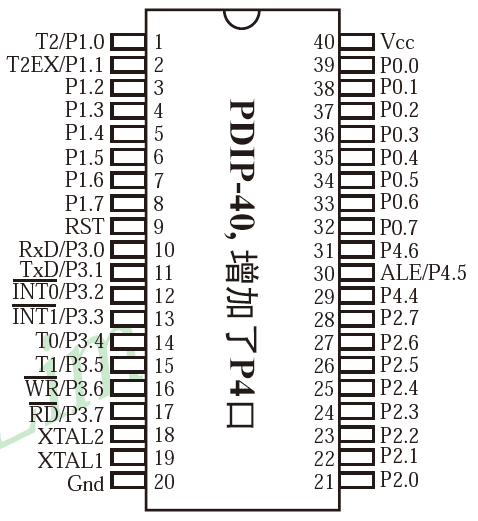 T2/P1.0 1 40 Vcc
T2EX/P1.1 2 39 P0.0
P1.2 3 38 P0.1
P1.3 4 37 P0.2
P1.4 5 36 P0.3
P1.5 6 35 P0.4
P1.6 7 34 P0.5
P1.7 8 33 P0.6
RST 9 32 P0.7
RxD/P3.0 10 31 P4.6
TxD/P3.1 11 30 ALE/P4.5
INT0/P3.2 12 29 P4.4
INT1/P3.3 13 28 P2.7
T0/P3.4 14 27 P2.6
T1/P3.5 15 26 P2.5
WR/P3.6 16 25 P2.4
RD/P3.7 17 24 P2.3
XTAL2 18 23 P2.2
XTAL1 19 22 P2.1
Gnd 20 21 P2.0
PDIP-40, 增加了P4口